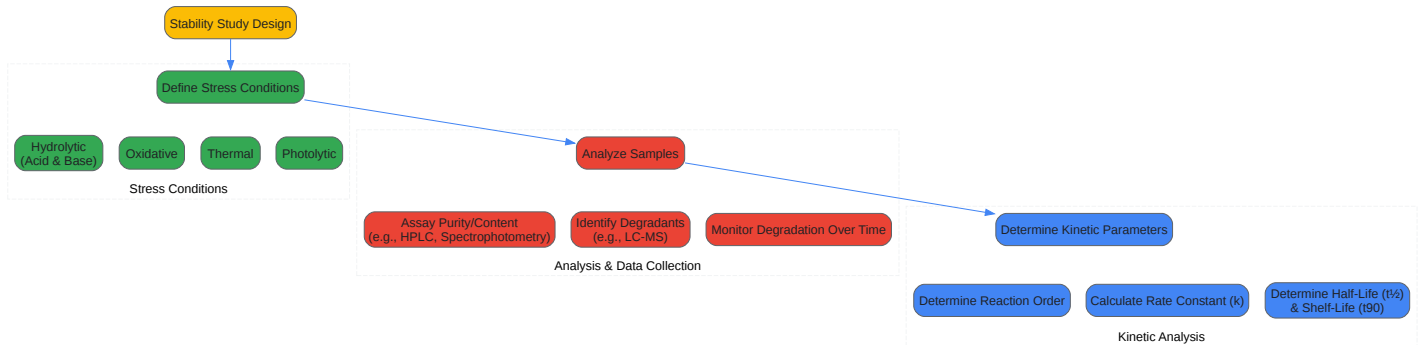 Stability Study Design
Define Stress Conditions
Hydrolytic
(Acid & Base)
Oxidative
Thermal
Photolytic
Stress Conditions
Analyze Samples
Assay Purity/Content
(e.g., HPLC, Spectrophotometry)
Identify Degradants
(e.g., LC-MS)
Monitor Degradation Over Time
Analysis & Data Collection
Determine Kinetic Parameters
Determine Reaction Order
Calculate Rate Constant (k)
Determine Half-Life (t½)
& Shelf-Life (t90)
Kinetic Analysis